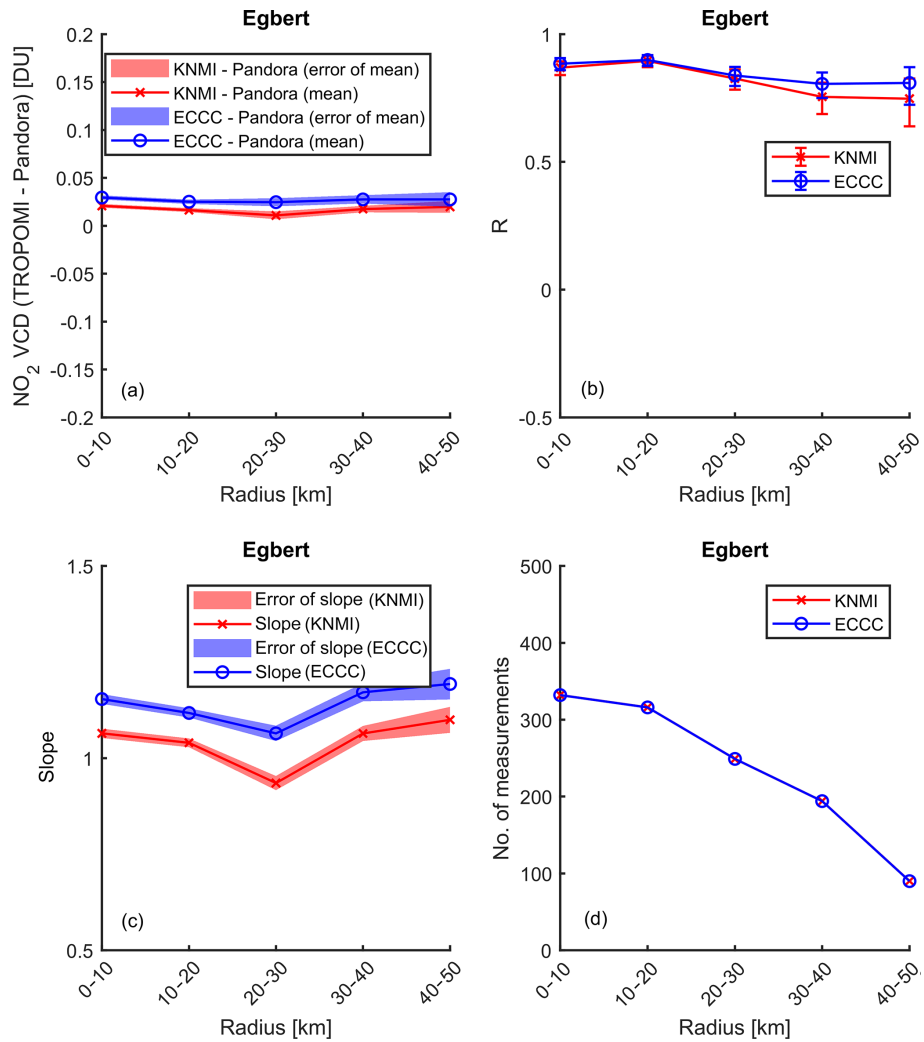 Egbert
NO2 VCD (TROPOMI - Pandora) [DU]
0.2
0.15
0.1
0.05
0
-0.05
-0.1
-0.15
-0.2
KNMI - Pandora (error of mean)
KNMI - Pandora (mean)
ECCC - Pandora (error of mean)
ECCC - Pandora (mean)
(a)
0-10
10-20
20-30
30-40
40-50
Radius [km]
Egbert
R
1
0.5
0
-0.5
KNMI
ECCC
(b)
0-10
10-20
20-30
30-40
40-50
Radius [km]
Egbert
Slope
1.5
1
0.5
Error of slope (KNMI)
Slope (KNMI)
Error of slope (ECCC)
Slope (ECCC)
(c)
0-10
10-20
20-30
30-40
40-50
Radius [km]
Egbert
No. of measurements
500
400
300
200
100
0
KNMI
ECCC
(d)
0-10
10-20
20-30
30-40
40-50
Radius [km]